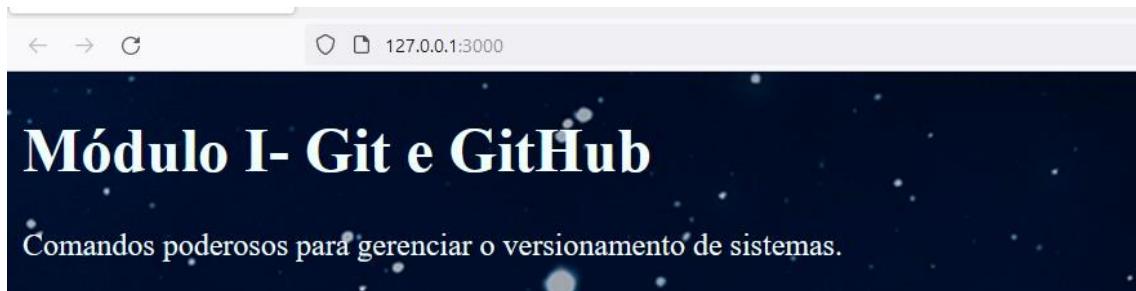 127.0.0.1:3000
Módulo I- Git e GitHub
Comandos poderosos para gerenciar o versionamento de sistemas.